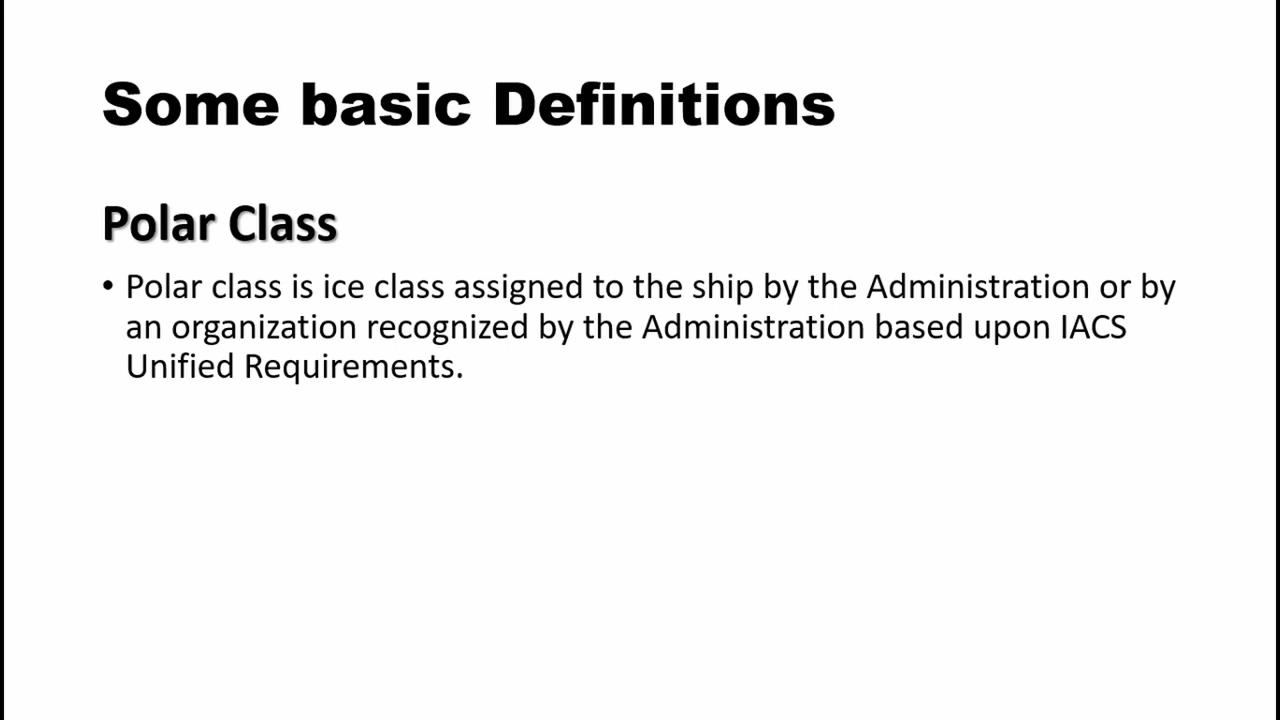 Some basic Definitions
Polar Class
• Polar class is ice class assigned to the ship by the Administration or by
an organization recognized by the Administration based upon IACS
Unified Requirements.